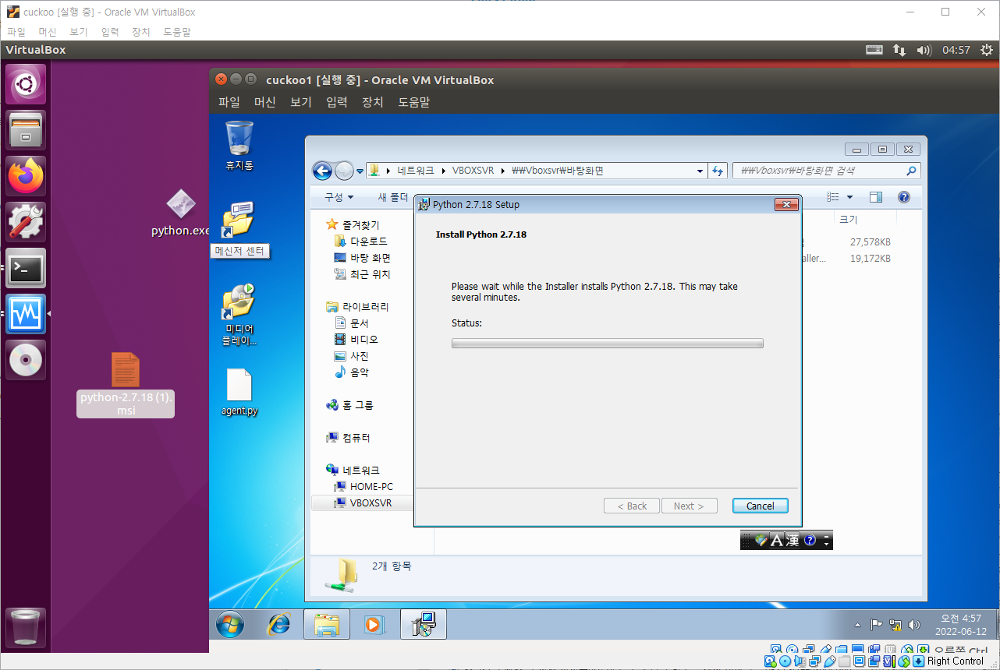 cuckoo [실행 중] - Oracle VM VirtualBox
파일 머신 보기 입력 장치 도움말
VirtualBox
04:57
cuckoo1 [실행 중] - Oracle VM VirtualBox
파일 머신 보기 입력 장치 도움말
python.exe
python-2.7.18 (1).
msi
휴지통
메신저 센터
미디어
플레이...
agent.py
네트워크 VBOXSVR ₩₩Vboxsvr₩바탕화면
₩₩Vboxsvr₩바탕화면 검색
구성 새 폴더
크기
27,578KB
aller... 19,172KB
즐겨찾기
다운로드
바탕 화면
최근 위치
라이브러리
문서
비디오
사진
음악
홈 그룹
컴퓨터
네트워크
HOME-PC
VBOXSVR
Python 2.7.18 Setup
Install Python 2.7.18
Please wait while the Installer installs Python 2.7.18. This may take
several minutes.
Status:
< Back Next > Cancel
A 漢
2개 항목
오전 4:57
2022-06-12
오른쪽 Ctrl
Right Control